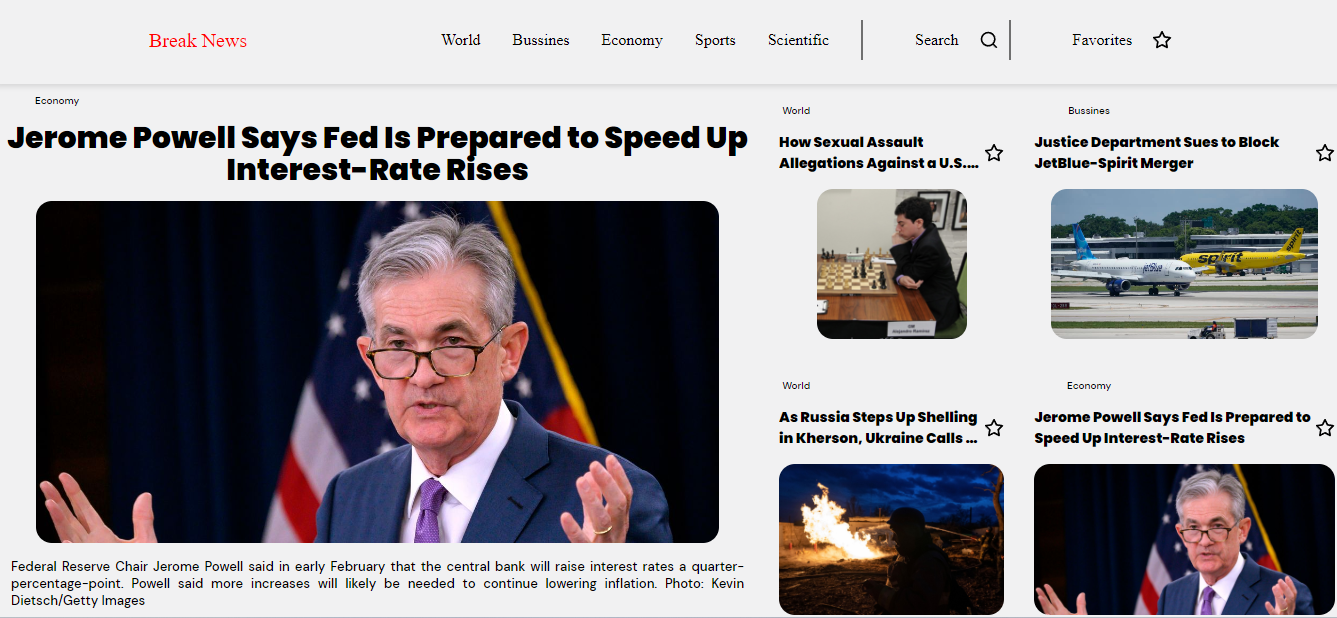 Break News
World
Bussines
Economy
Sports
Scientific
Search
Favorites
Economy
Jerome Powell Says Fed Is Prepared to Speed Up
Interest-Rate Rises
Federal Reserve Chair Jerome Powell said in early February that the central bank will raise interest rates a quarter-
percentage-point. Powell said more increases will likely be needed to continue lowering inflation. Photo: Kevin
Dietsch/Getty Images
World
How Sexual Assault
Allegations Against a U.S....
Bussines
Justice Department Sues to Block
JetBlue-Spirit Merger
jetBlue
spirit
World
As Russia Steps Up Shelling
in Kherson, Ukraine Calls ...
Economy
Jerome Powell Says Fed Is Prepared to
Speed Up Interest-Rate Rises